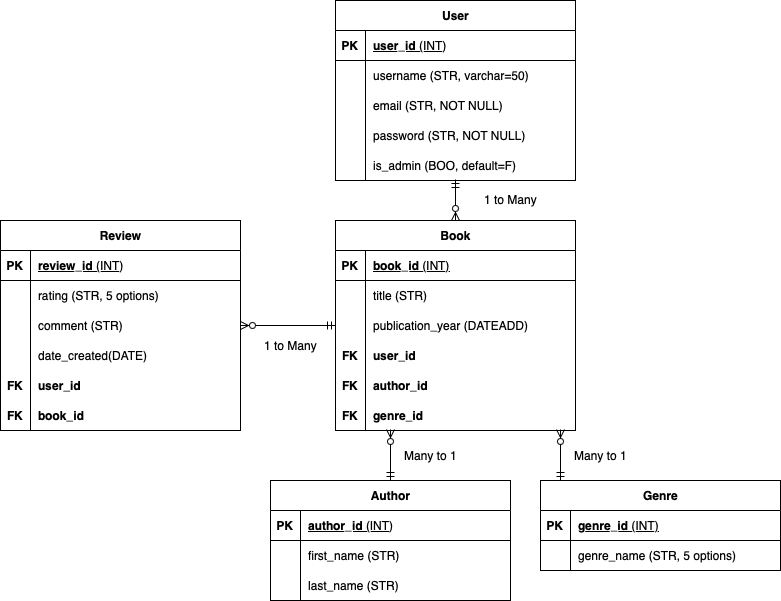 User
PK user_id (INT)
username (STR, varchar=50)
email (STR, NOT NULL)
password (STR, NOT NULL)
is_admin (BOO, default=F)
1 to Many
Review
PK review_id (INT)
rating (STR, 5 options)
comment (STR)
date_created(DATE)
FK user_id
FK book_id
1 to Many
Book
PK book_id (INT)
title (STR)
publication_year (DATEADD)
FK user_id
FK author_id
FK genre_id
Many to 1
Many to 1
Author
PK author_id (INT)
first_name (STR)
last_name (STR)
Genre
PK genre_id (INT)
genre_name (STR, 5 options)